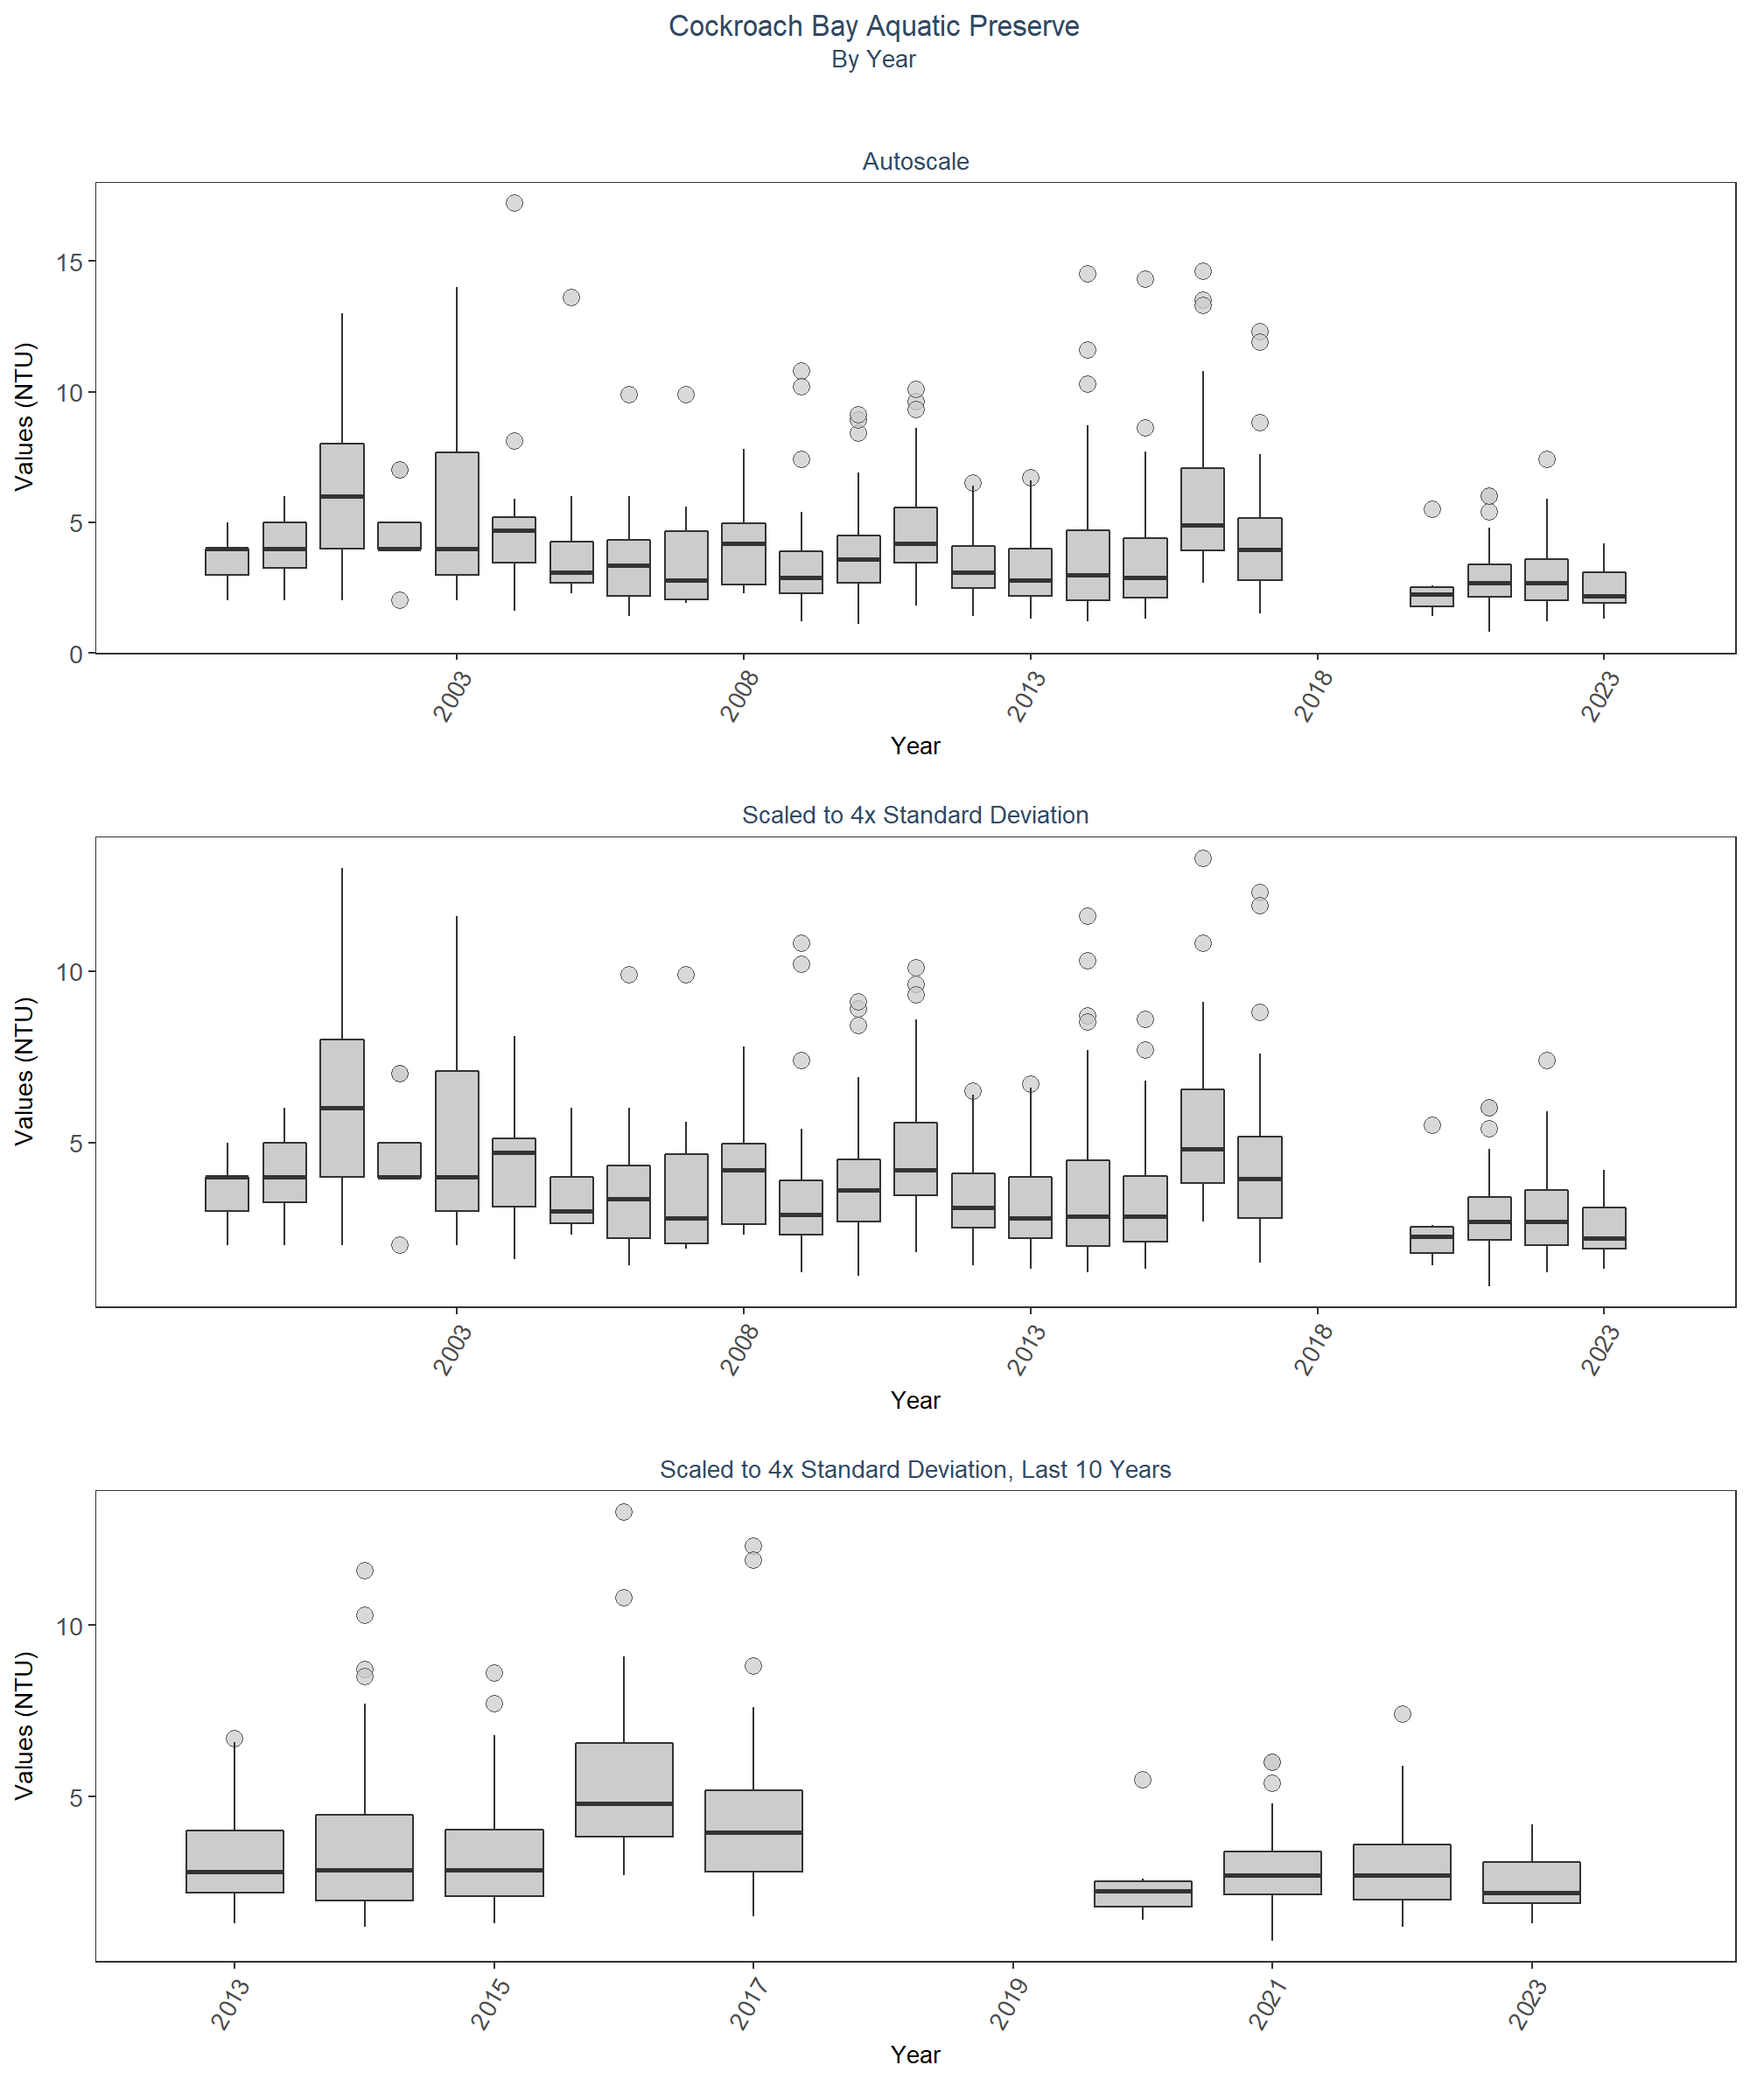 Cockroach Bay Aquatic Preserve
By Year
Autoscale
Values (NTU)
15
10
5
0
2003
2008
2013
2018
2023
Year
Scaled to 4x Standard Deviation
Values (NTU)
10
5
2003
2008
2013
2018
2023
Year
Scaled to 4x Standard Deviation, Last 10 Years
Values (NTU)
10
5
2013
2015
2017
2019
2021
2023
Year